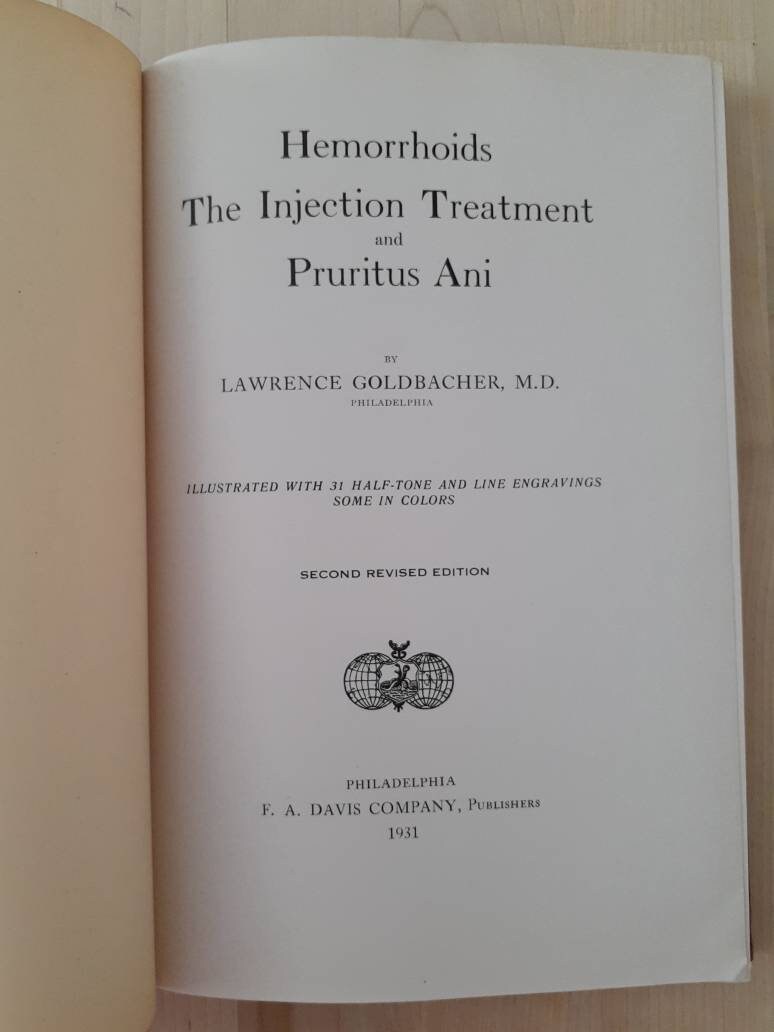 Hemorrhoids
The Injection Treatment
and
Pruritus Ani
BY
LAWRENCE GOLDBACHER, M.D.
PHILADELPHIA
ILLUSTRATED WITH 31 HALF-TONE AND LINE ENGRAVINGS
SOME IN COLORS
SECOND REVISED EDITION
PHILADELPHIA
F. A. DAVIS COMPANY, PUBLISHERS
1931